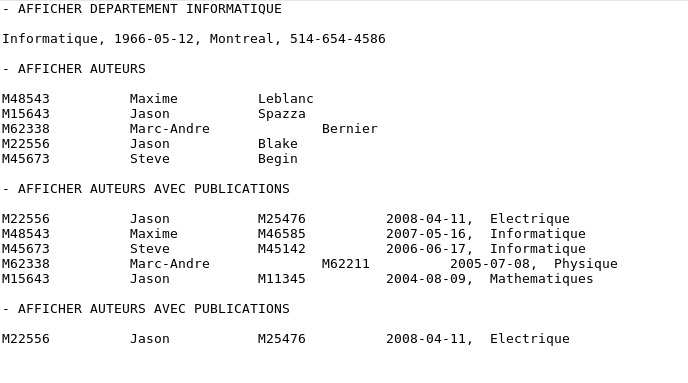 - AFFICHER DEPARTEMENT INFORMATIQUE
Informatique, 1966-05-12, Montreal, 514-654-4586
- AFFICHER AUTEURS
M48543 Maxime Leblanc
M15643 Jason Spazza
M62338 Marc-Andre Bernier
M22556 Jason Blake
M45673 Steve Begin
- AFFICHER AUTEURS AVEC PUBLICATIONS
M22556 Jason M25476 2008-04-11, Electrique
M48543 Maxime M46585 2007-05-16, Informatique
M45673 Steve M45142 2006-06-17, Informatique
M62338 Marc-Andre M62211 2005-07-08, Physique
M15643 Jason M11345 2004-08-09, Mathematiques
- AFFICHER AUTEURS AVEC PUBLICATIONS
M22556 Jason M25476 2008-04-11, Electrique